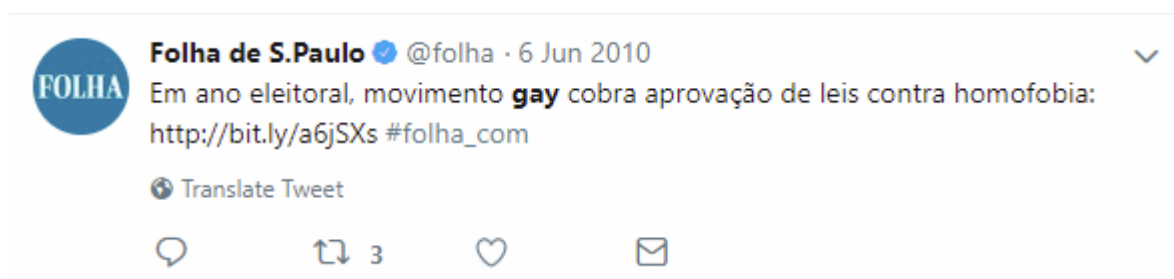 Folha de S.Paulo @folha · 6 Jun 2010
FOLHA
Em ano eleitoral, movimento gay cobra aprovação de leis contra homofobia:
http://bit.ly/a6jSXs #folha_com
Translate Tweet
3